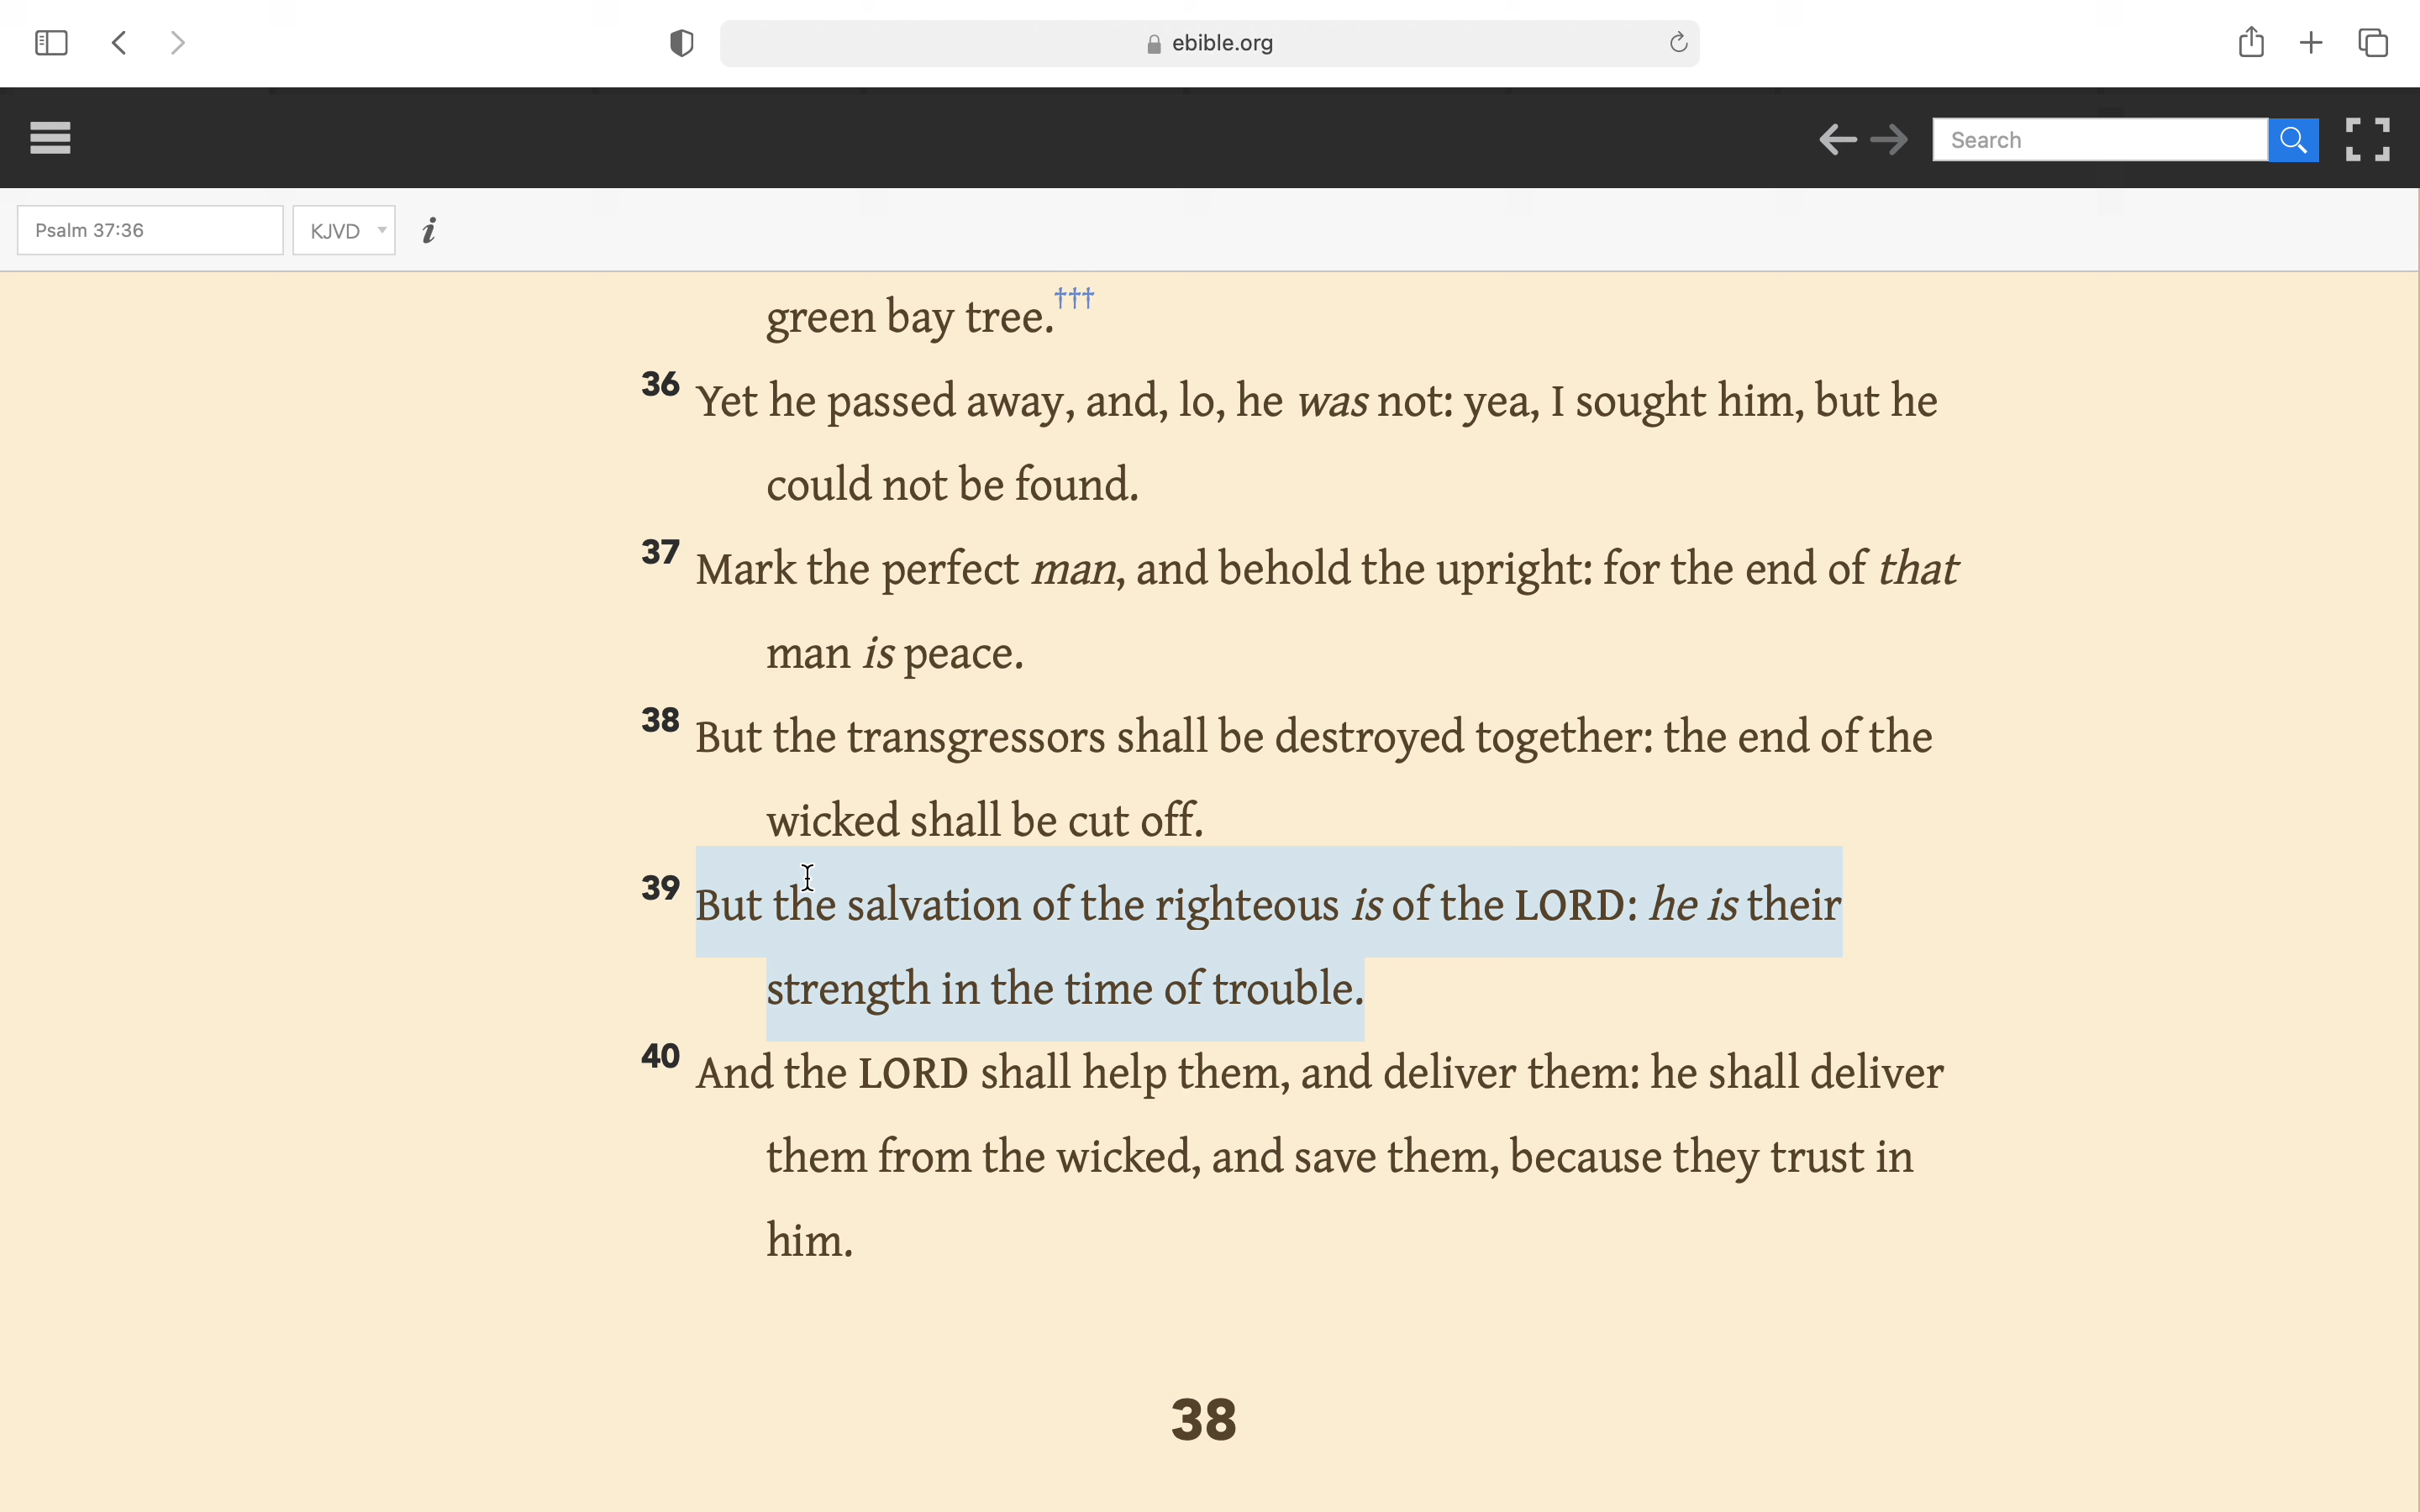 ebible.org
Search
Psalm 37:36
KJVD
i
green bay tree.†††
36 Yet he passed away, and, lo, he was not: yea, I sought him, but he
could not be found.
37 Mark the perfect man, and behold the upright: for the end of that
man is peace.
38 But the transgressors shall be destroyed together: the end of the
wicked shall be cut off.
39 But the salvation of the righteous is of the LORD: he is their
strength in the time of trouble.
40 And the LORD shall help them, and deliver them: he shall deliver
them from the wicked, and save them, because they trust in
him.
38